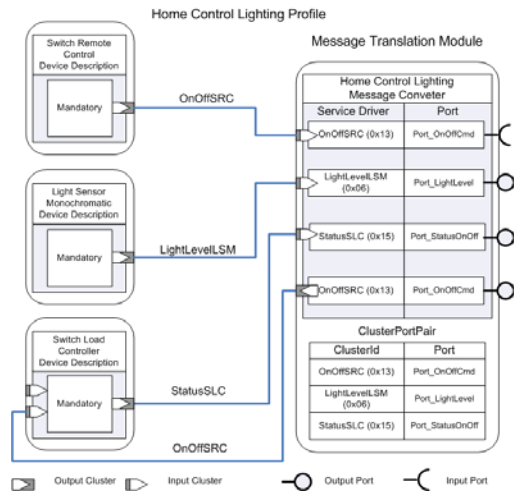 Home Control Lighting Profile
Message Translation Module
Switch Remote
Control
Device Description
Mandatory
OnOffSRC
Light Sensor
Monochromatic
Device Description
Mandatory
LightLevelLSM
Switch Load
Controller
Device Description
Mandatory
StatusSLC
OnOffSRC
Home Control Lighting
Message Conveter
Service Driver
Port
OnOffSRC (0x13)
Port_OnOffCmd
LightLevelLSM
(0x06)
Port_LightLevel
StatusSLC (0x15)
Port_StatusOnOff
OnOffSRC (0x13)
Port_OnOffCmd
ClusterPortPair
ClusterId
Port
OnOffSRC (0x13)
Port_OnOffCmd
LightLevelLSM
(0x06)
Port_LightLevel
StatusSLC (0x15)
Port_StatusOnOff
Output Cluster
Input Cluster
Output Port
Input Port